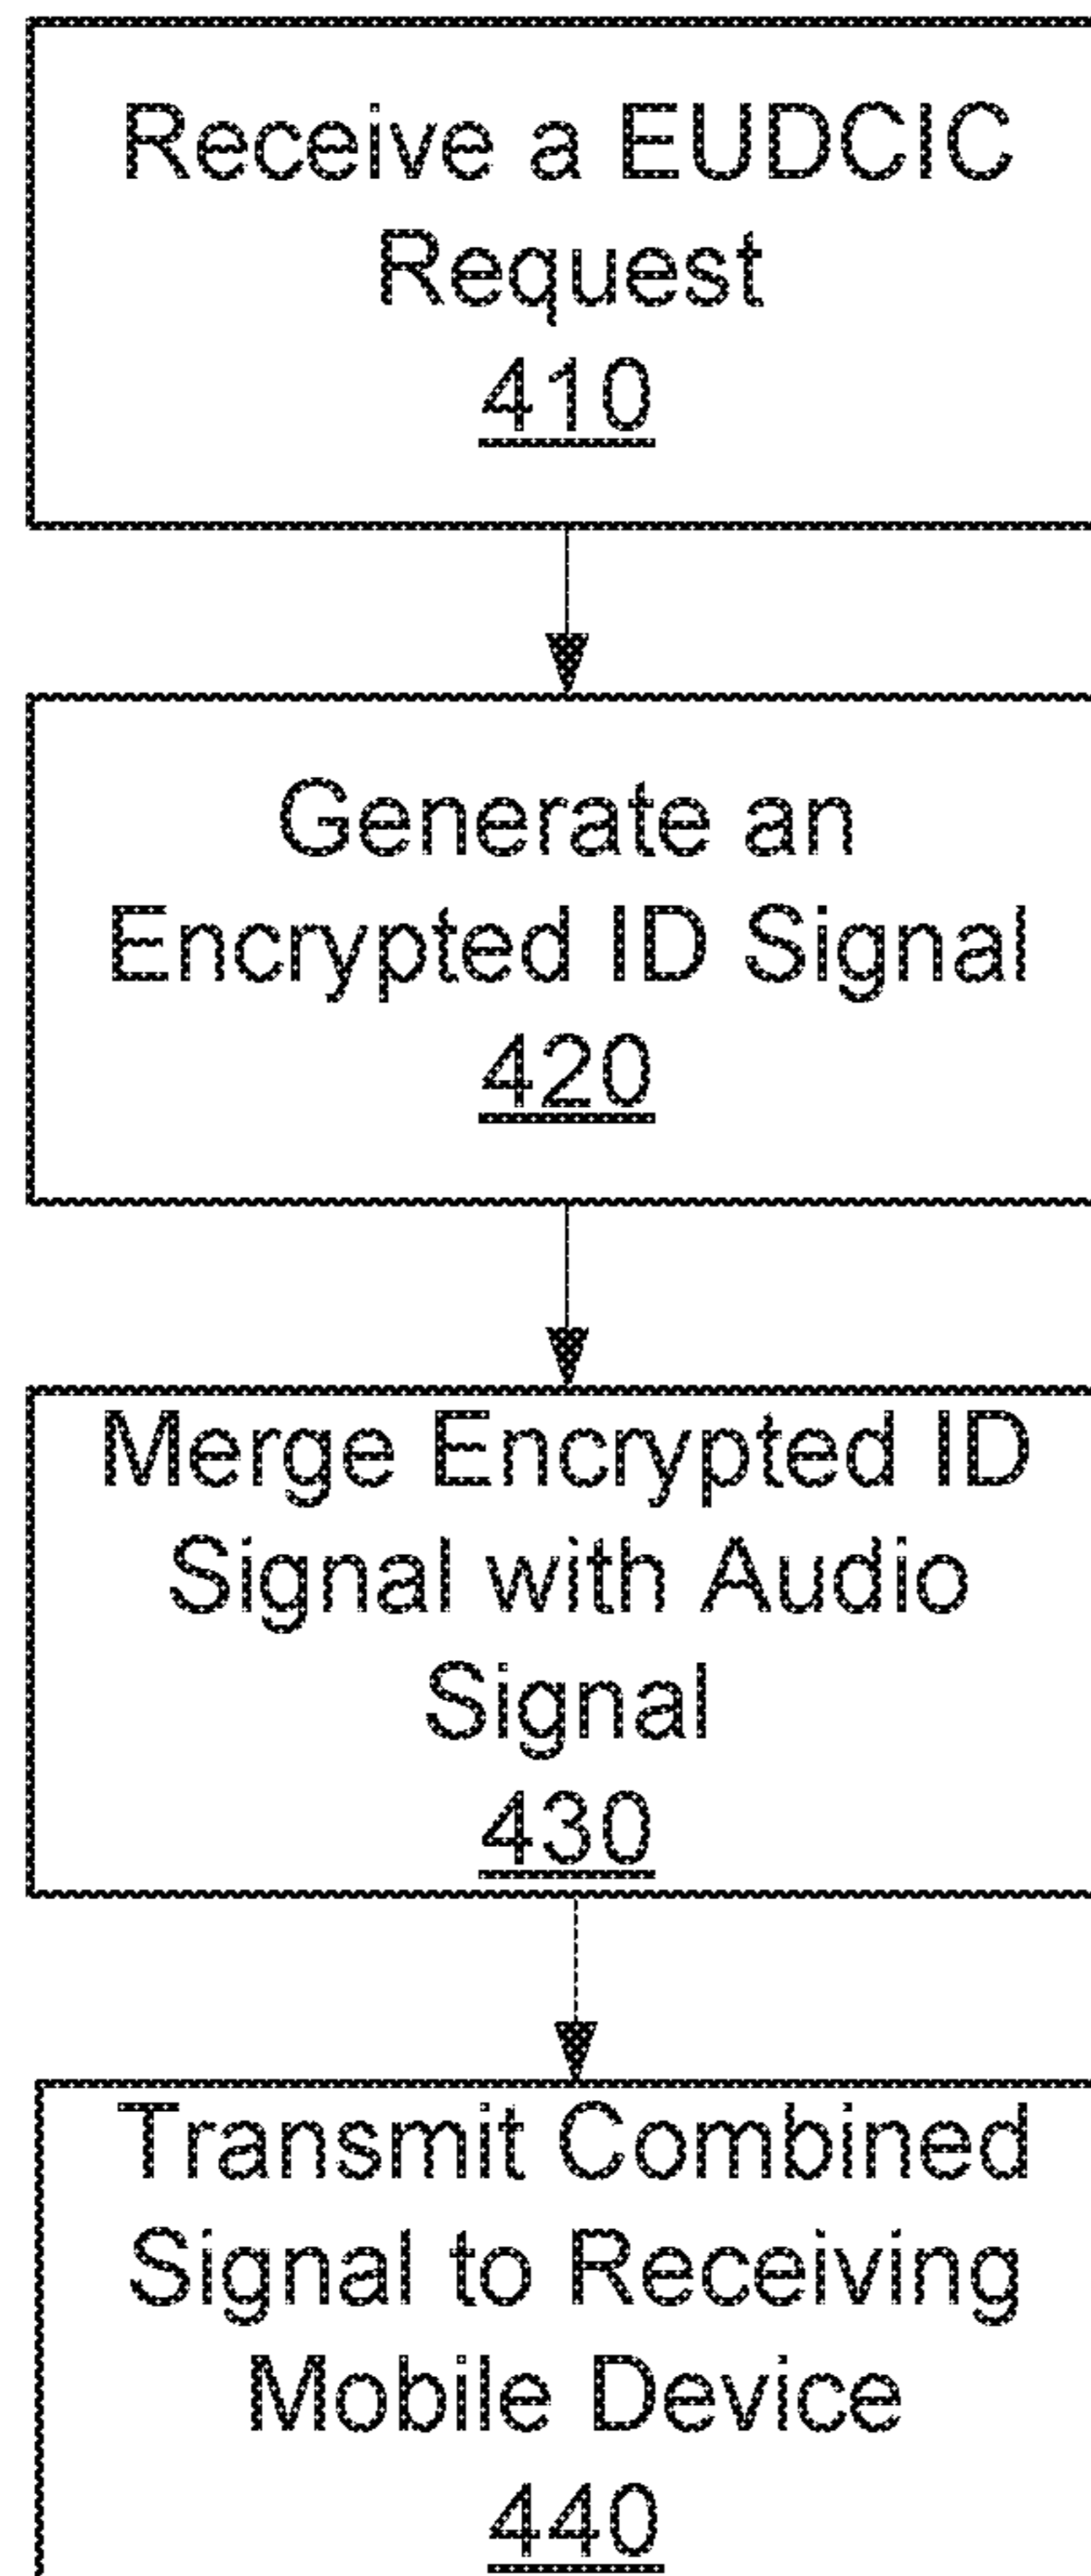 Receive a EUDCIC
Request
410
Generate an
Encrypted ID Signal
420
Merge Encrypted ID
Signal with Audio
Signal
430
Transmit Combined
Signal to Receiving
Mobile Device
440